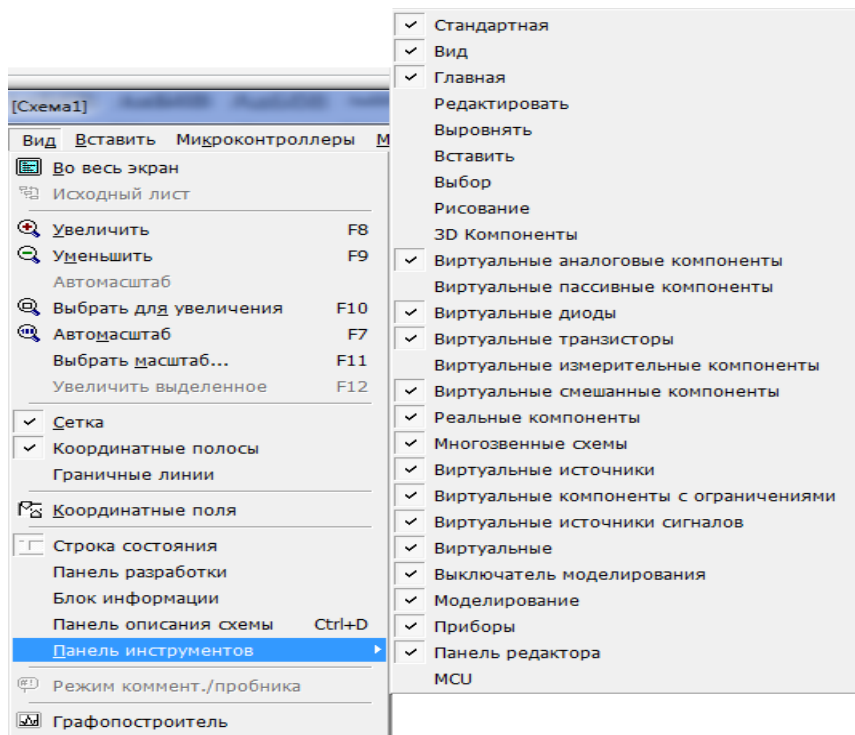 [Схема1]
Вид Вставить Микроконтроллеры М
Во весь экран
Исходный лист
Увеличить F8
Уменьшить F9
Автомасштаб
Выбрать для увеличения F10
Автомасштаб F7
Выбрать масштаб... F11
Увеличить выделенное F12
Сетка
Координатные полосы
Граничные линии
Координатные поля
Строка состояния
Панель разработки
Блок информации
Панель описания схемы Ctrl+D
Панель инструментов
Режим коммент./пробника
Графопостроитель
Стандартная
Вид
Главная
Редактировать
Выровнять
Вставить
Выбор
Рисование
3D Компоненты
Виртуальные аналоговые компоненты
Виртуальные пассивные компоненты
Виртуальные диоды
Виртуальные транзисторы
Виртуальные измерительные компоненты
Виртуальные смешанные компоненты
Реальные компоненты
Многозвенные схемы
Виртуальные источники
Виртуальные компоненты с ограничениями
Виртуальные источники сигналов
Виртуальные
Выключатель моделирования
Моделирование
Приборы
Панель редактора
MCU